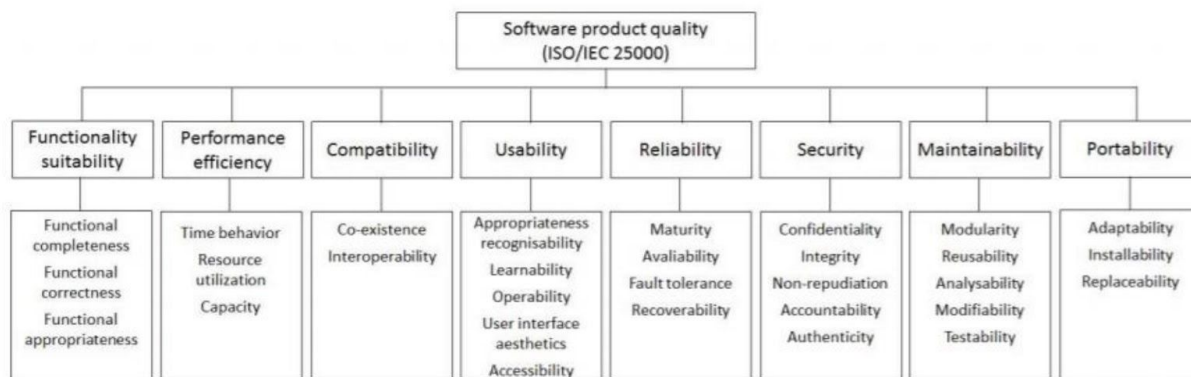 Software product quality
(ISO/IEC 25000)
Functionality
suitability
Performance
efficiency
Compatibility
Usability
Reliability
Security
Maintainability
Portability
Functional
completeness
Functional
correctness
Functional
appropriateness
Time behavior
Resource
utilization
Capacity
Co-existence
Interoperability
Appropriateness
recognisability
Learnability
Operability
User interface
aesthetics
Accessibility
Maturity
Avaliability
Fault tolerance
Recoverability
Confidentiality
Integrity
Non-repudiation
Accountability
Authenticity
Modularity
Reusability
Analysability
Modifiability
Testability
Adaptability
Installability
Replaceability